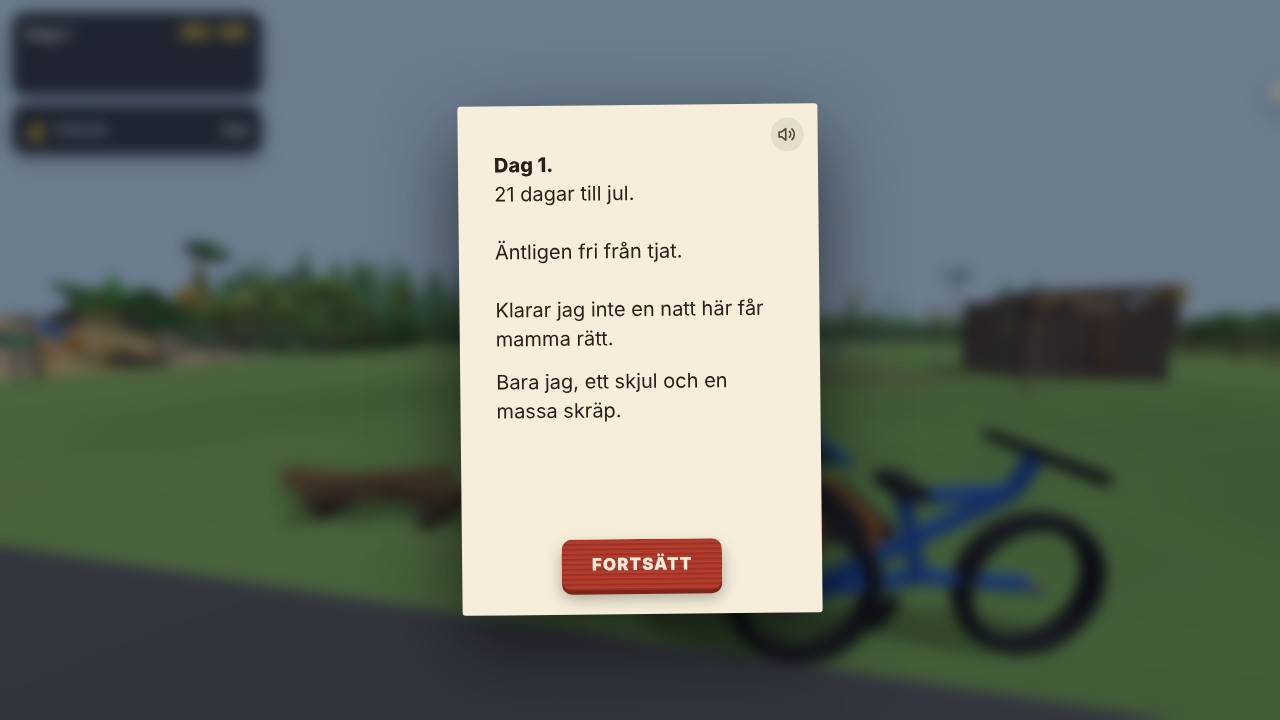 Dag 1.
21 dagar till jul.
Äntligen fri från tjat.
Klarar jag inte en natt här får
mamma rätt.
Bara jag, ett skjul och en
massa skräp.
FORTSÄTT